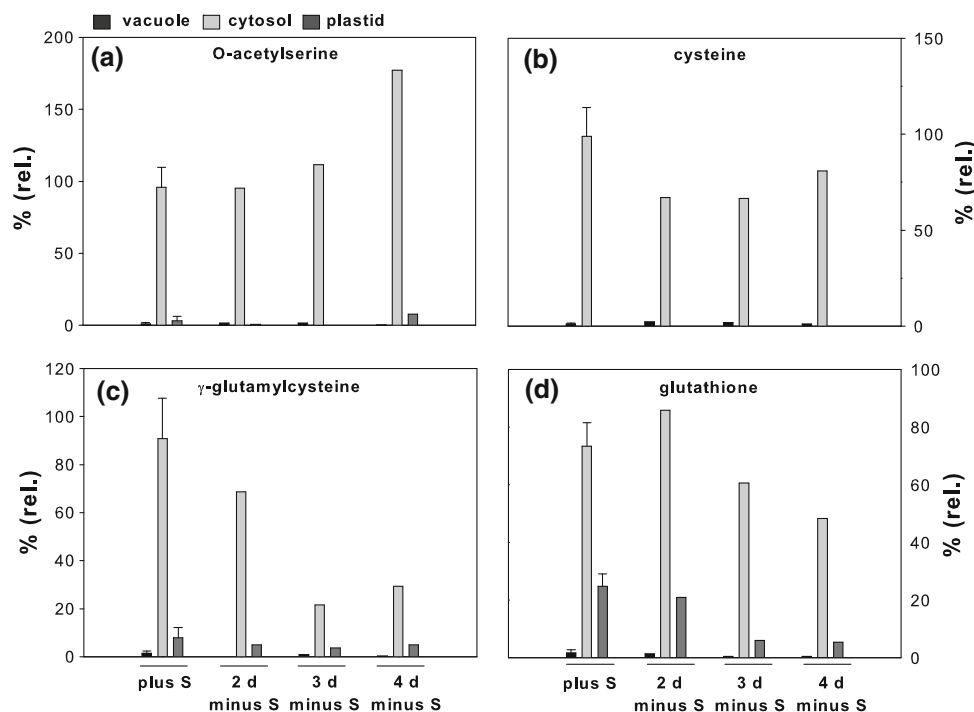 vacuole cytosol plastid
(a) O-acetylserine
200
150
100
50
0
% (rel.)
(b) cysteine
150
100
50
0
% (rel.)
(c) γ-glutamylcysteine
120
100
80
60
40
20
0
% (rel.)
plus S
2 d minus S
3 d minus S
4 d minus S
(d) glutathione
100
80
60
40
20
0
% (rel.)
plus S
2 d minus S
3 d minus S
4 d minus S